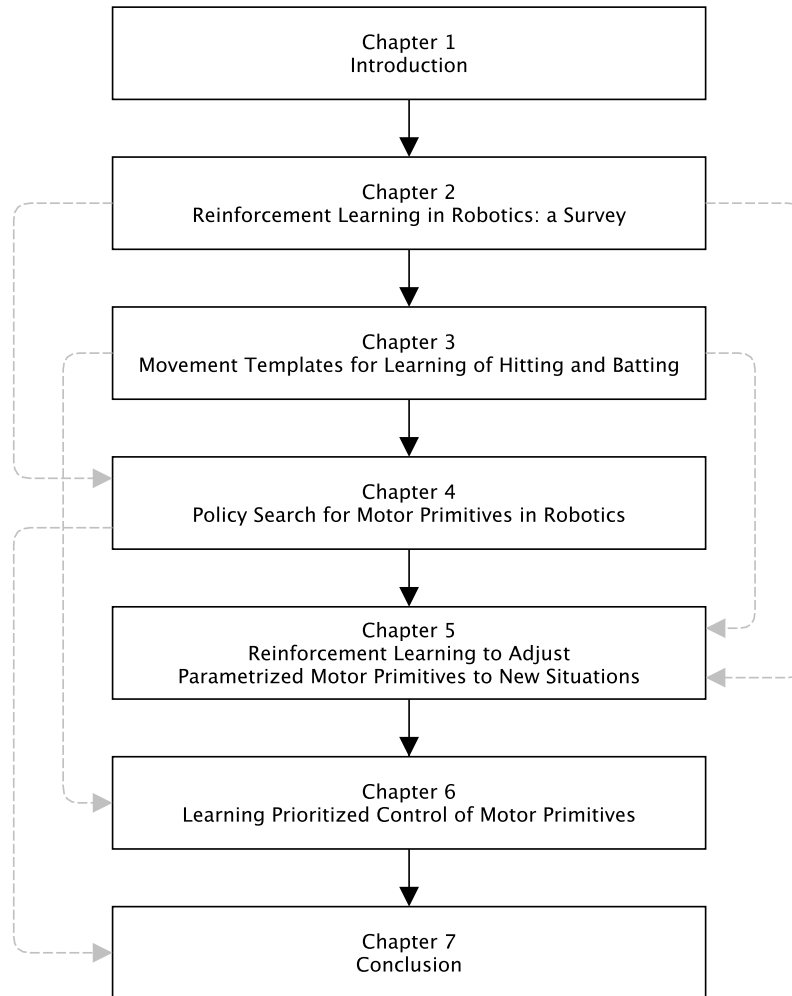 Chapter 1
Introduction
Chapter 2
Reinforcement Learning in Robotics: a Survey
Chapter 3
Movement Templates for Learning of Hitting and Batting
Chapter 4
Policy Search for Motor Primitives in Robotics
Chapter 5
Reinforcement Learning to Adjust
Parametrized Motor Primitives to New Situations
Chapter 6
Learning Prioritized Control of Motor Primitives
Chapter 7
Conclusion